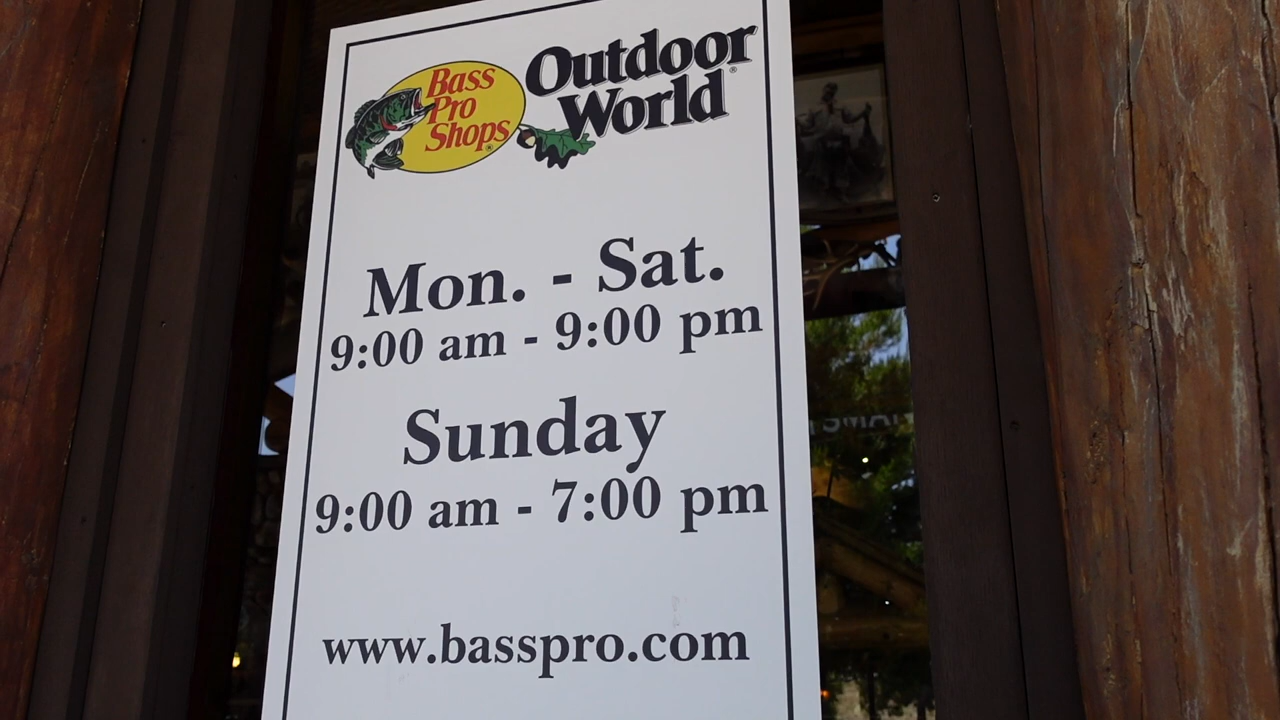 Bass
Pro
Shops®
Outdoor
World®
Mon. - Sat.
9:00 am - 9:00 pm
Sunday
9:00 am - 7:00 pm
www.basspro.com